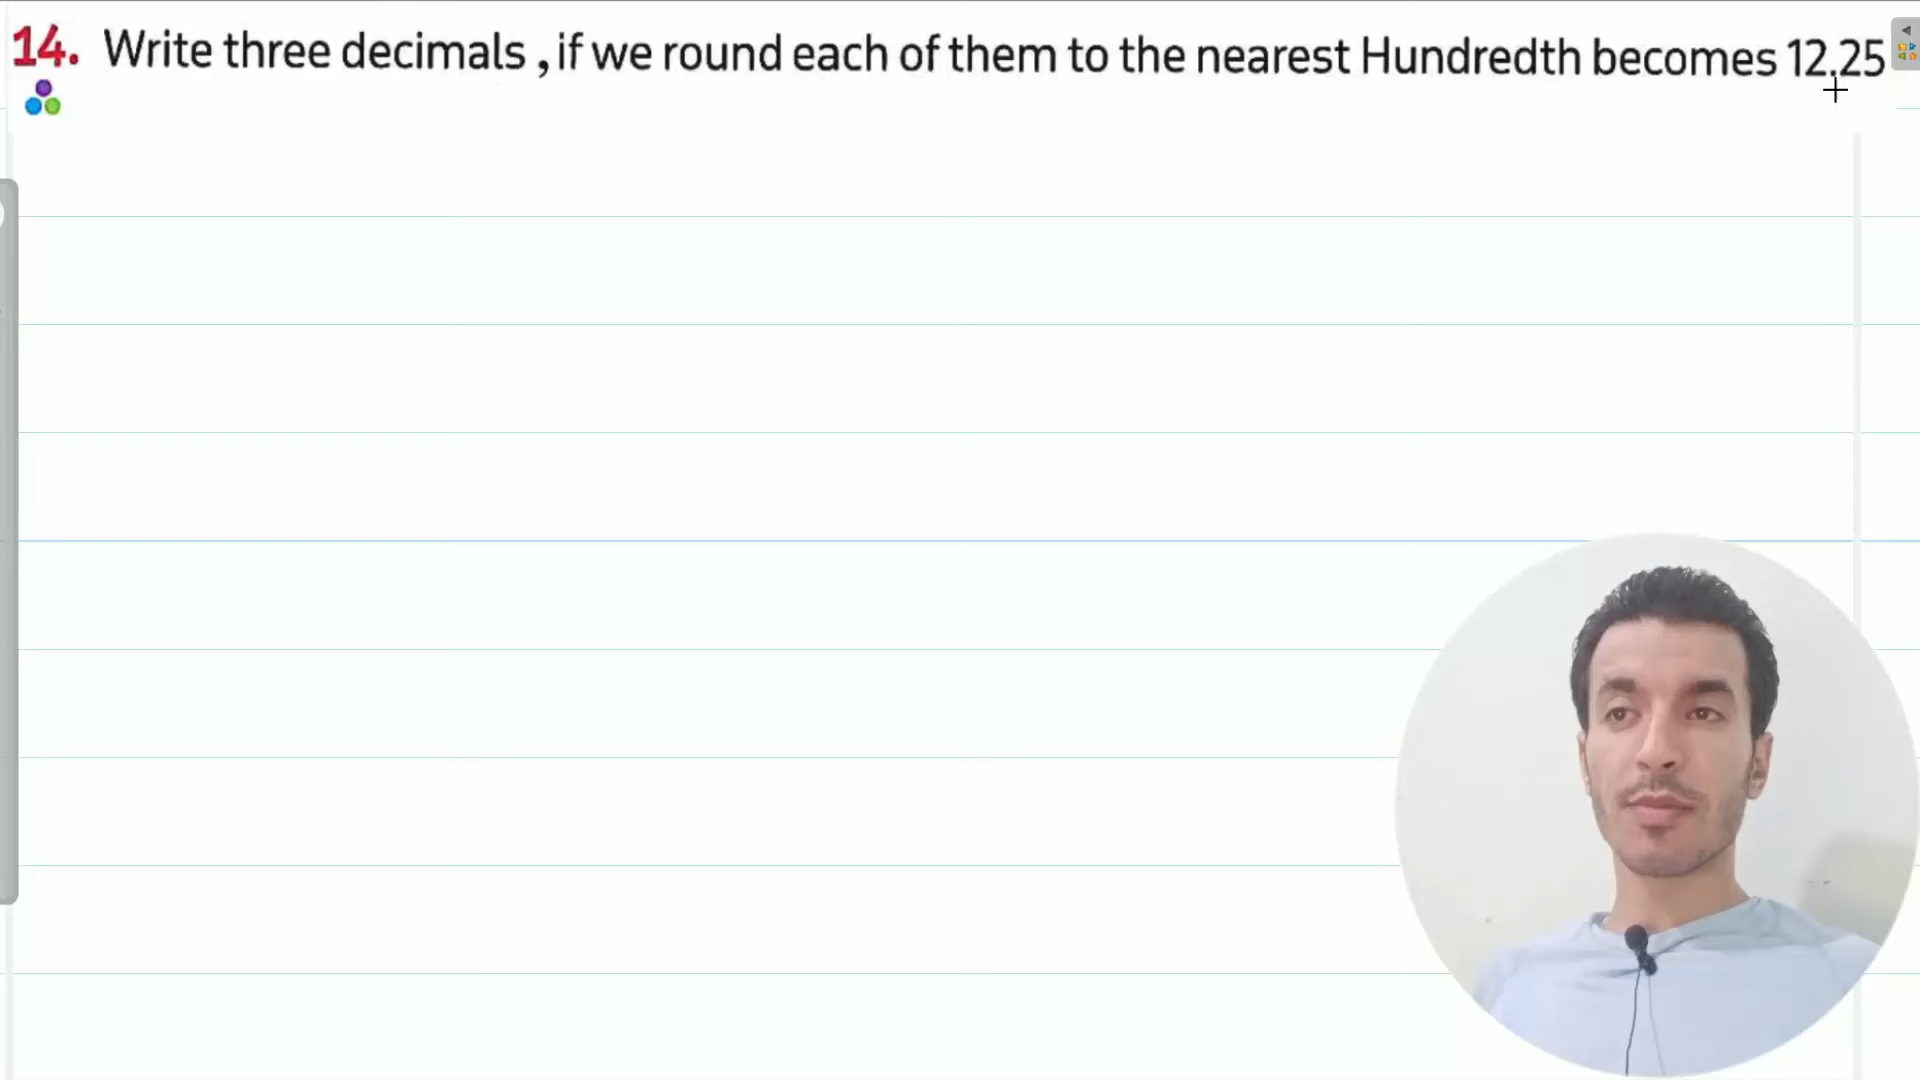 14. Write three decimals , if we round each of them to the nearest Hundredth becomes 12.25